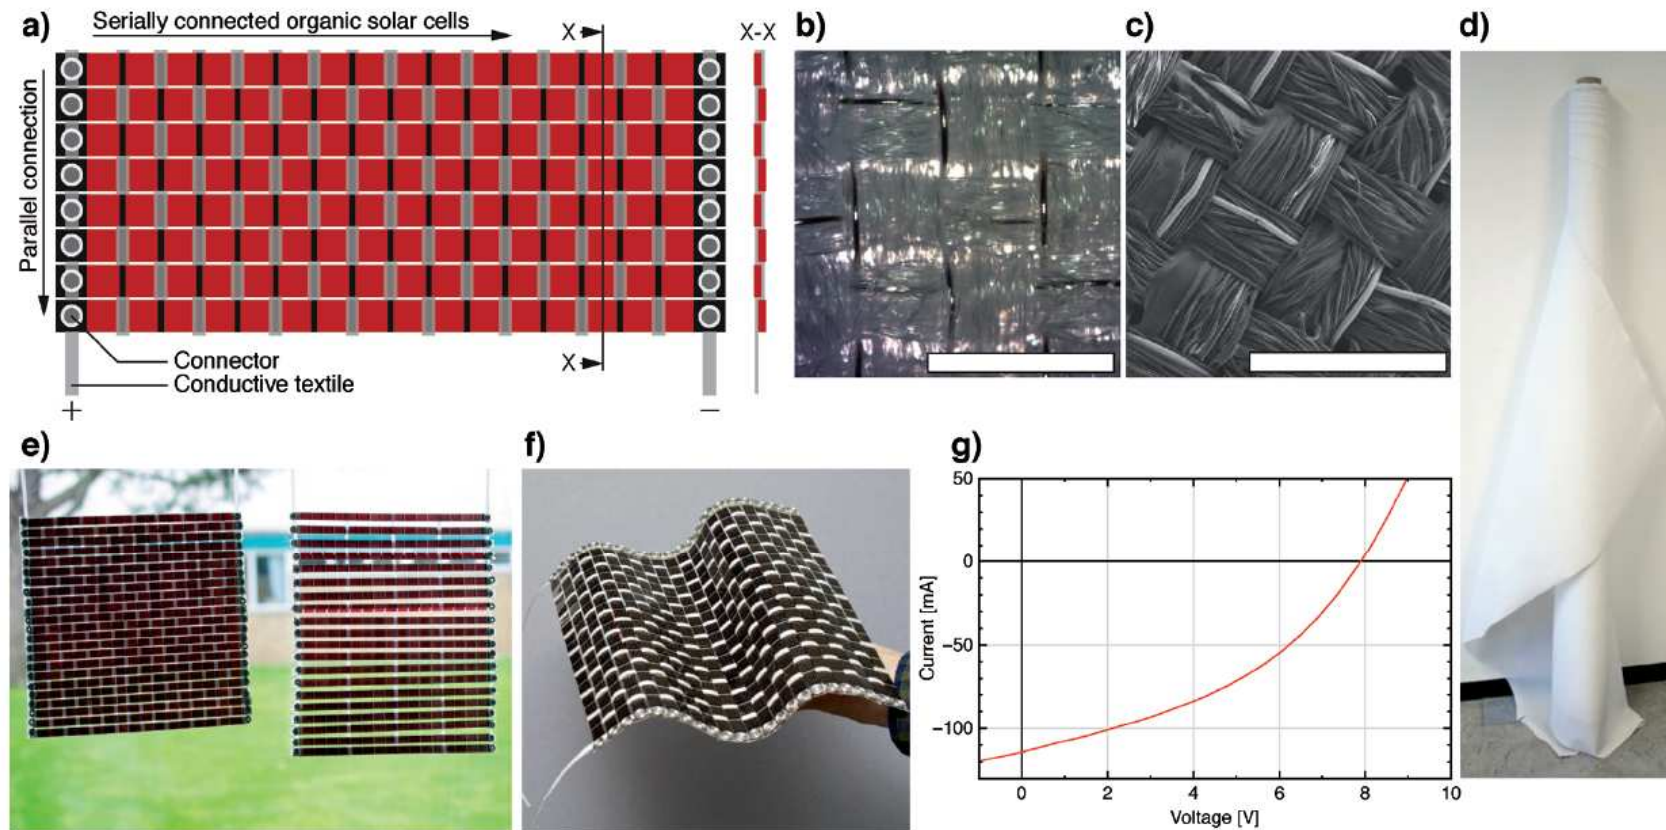 a)
Serially connected organic solar cells
X
X-X
Parallel connection
Connector
Conductive textile
X
+
−
b)
c)
d)
e)
f)
g)
50
0
−50
−100
Current [mA]
0 2 4 6 8 10
Voltage [V]